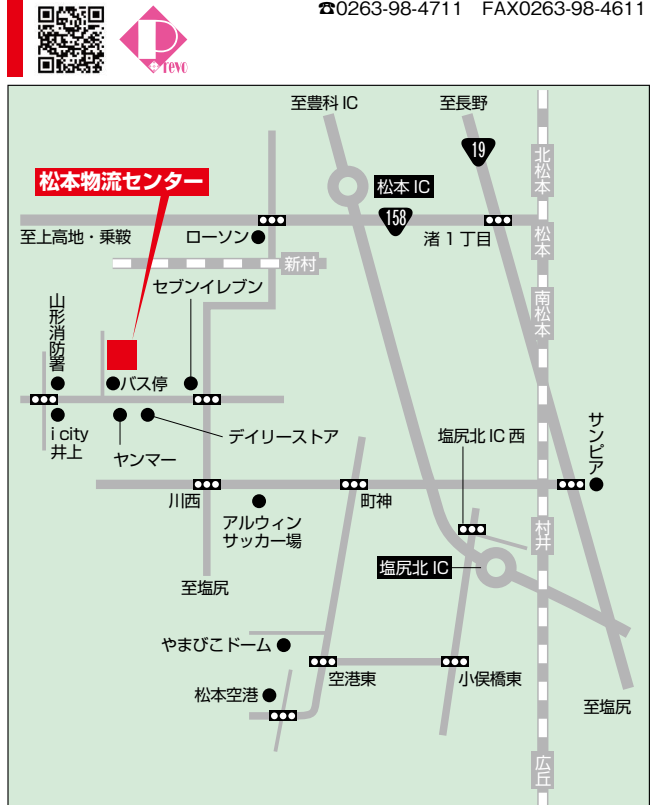 ☎0263-98-4711 FAX0263-98-4611
P
revo
至豊科 IC
至長野
19
北松本
松本物流センター
松本 IC
158
至上高地・乗鞍
ローソン
渚 1 丁目
松本
新村
セブンイレブン
南松本
山形消防署
バス停
i city
井上
ヤンマー
デイリーストア
塩尻北 IC 西
サンピア
川西
町神
アルウィン
サッカー場
村井
塩尻北 IC
至塩尻
やまびこドーム
空港東
小俣橋東
松本空港
至塩尻
広丘